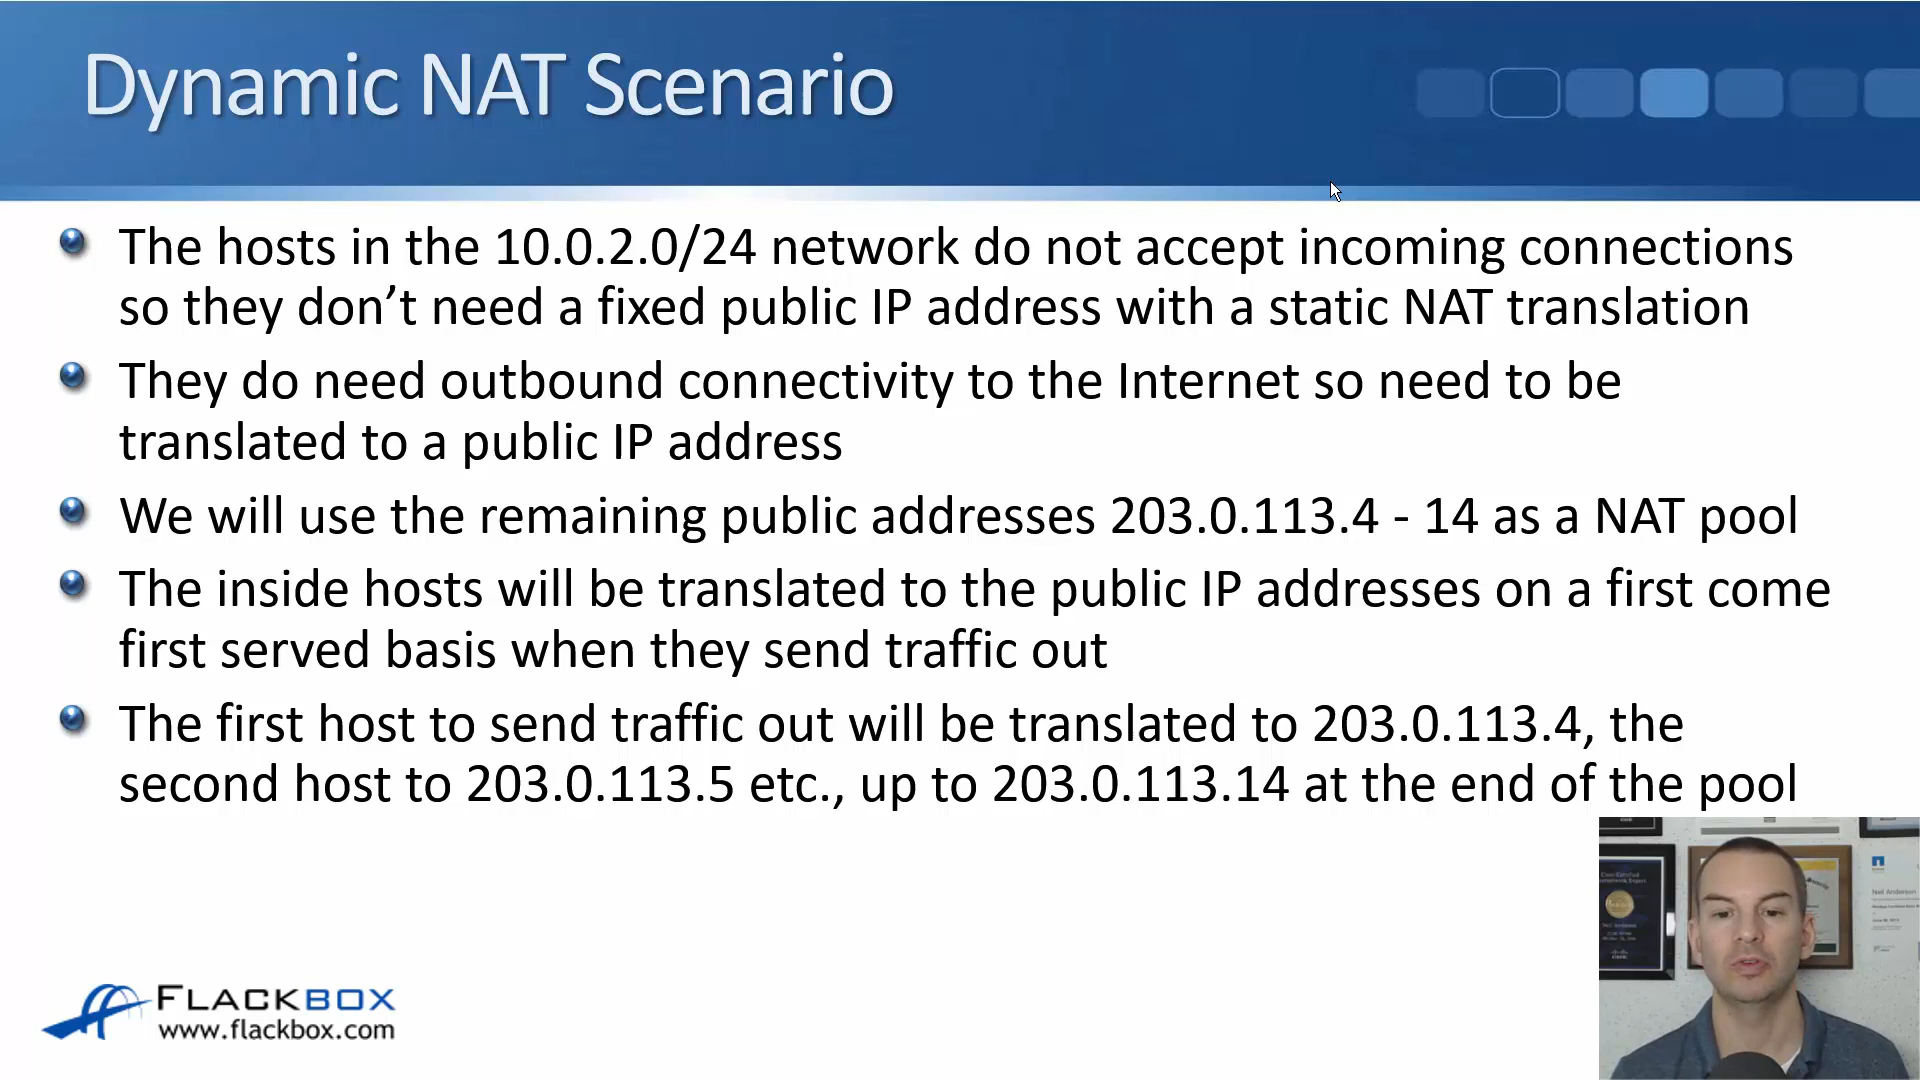 Dynamic NAT Scenario
The hosts in the 10.0.2.0/24 network do not accept incoming connections
so they don’t need a fixed public IP address with a static NAT translation
They do need outbound connectivity to the Internet so need to be
translated to a public IP address
We will use the remaining public addresses 203.0.113.4 - 14 as a NAT pool
The inside hosts will be translated to the public IP addresses on a first come
first served basis when they send traffic out
The first host to send traffic out will be translated to 203.0.113.4, the
second host to 203.0.113.5 etc., up to 203.0.113.14 at the end of the pool
FLACKBOX
www.flackbox.com
Neil Anderson